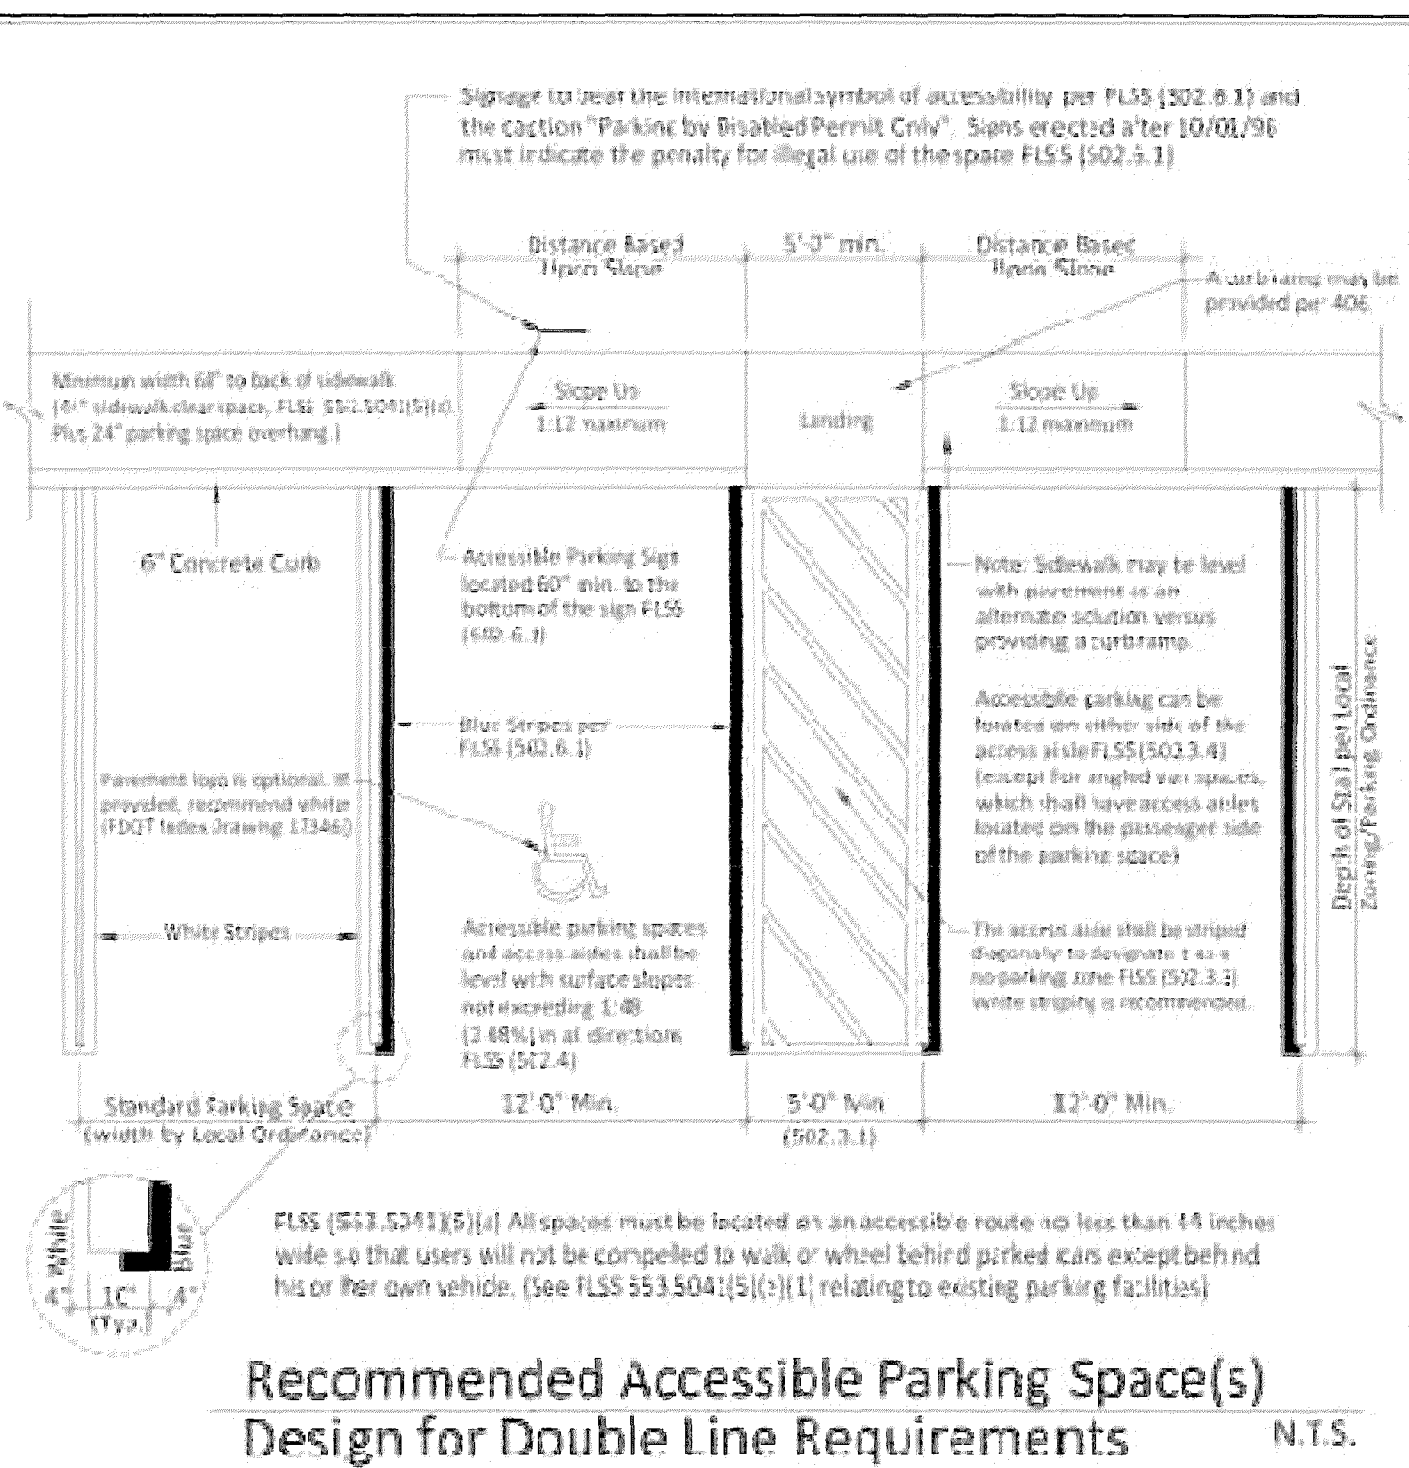 Signage to bear the international symbol of accessibility per FLSS (502.6.1) and
the caption "Parking by Disabled Permit Only". Signs erected after 10/01/96
must indicate the penalty for illegal use of the space FLSS (502.6.1)
Distance Based
Upon Slope
5'-0" min.
Distance Based
Upon Slope
A curb ramp may be
provided per 406
Minimum width 68" to back of sidewalk
(44" sidewalk clear space, FLSS 553.5041(5)(a).
Plus 24" parking space overhang.)
Slope Up
1:12 maximum
Landing
Slope Up
1:12 maximum
6" Concrete Curb
Accessible Parking Sign
located 60" min. to the
bottom of the sign FLSS
(502.6.1)
Note: Sidewalk may be level
with pavement as an
alternate solution versus
providing a curb ramp.
Blue Stripes per
FLSS (502.6.1)
Accessible parking can be
located on either side of the
access aisle FLSS (502.3.4)
(except for angled van spaces,
which shall have access aisles
located on the passenger side
of the parking space)
Pavement logo is optional. If
provided, recommend white
(FDOT Index Drawing 17346)
White Stripes
Accessible parking spaces
and access aisles shall be
level with surface slopes
not exceeding 1:48
(2.08%) in all directions
FLSS (502.4)
The access aisle shall be striped
diagonally to designate it as a
no parking zone FLSS (502.3.3)
White striping is recommended.
Depth of Stall per Local
Zoning/Parking Ordinance
Standard Parking Space
(width by Local Ordinance)
12'-0" Min.
5'-0" Min
(502.3.1)
12'-0" Min.
White
Blue
4"
10"
4"
(Typ.)
FLSS (553.5041)(5)(a) All spaces must be located on an accessible route no less than 44 inches
wide so that users will not be compelled to walk or wheel behind parked cars except behind
his or her own vehicle. (See FLSS 553.5041(5)(c)(1) relating to existing parking facilities)
Recommended Accessible Parking Space(s)
Design for Double Line Requirements
N.T.S.